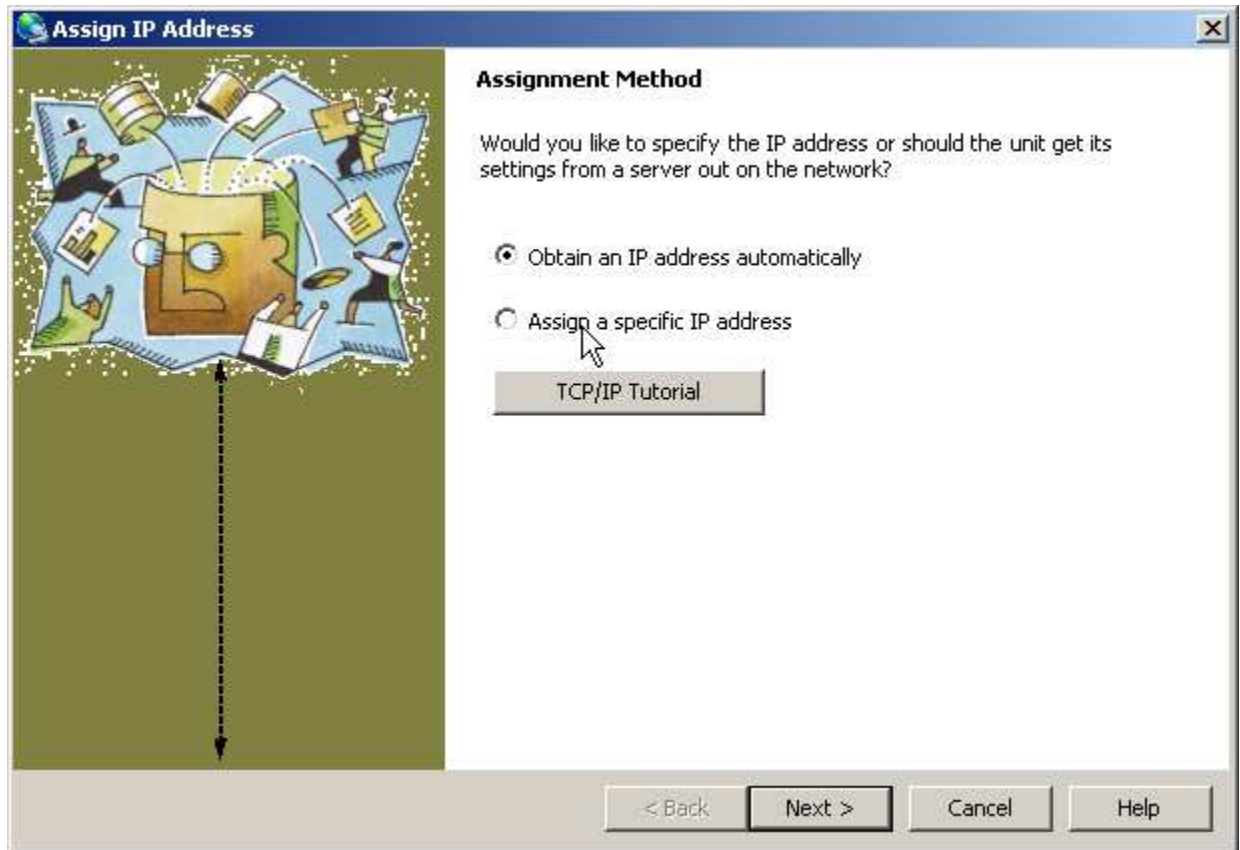 Assign IP Address
Assignment Method
Would you like to specify the IP address or should the unit get its
settings from a server out on the network?
Obtain an IP address automatically
Assign a specific IP address
TCP/IP Tutorial
< Back
Next >
Cancel
Help